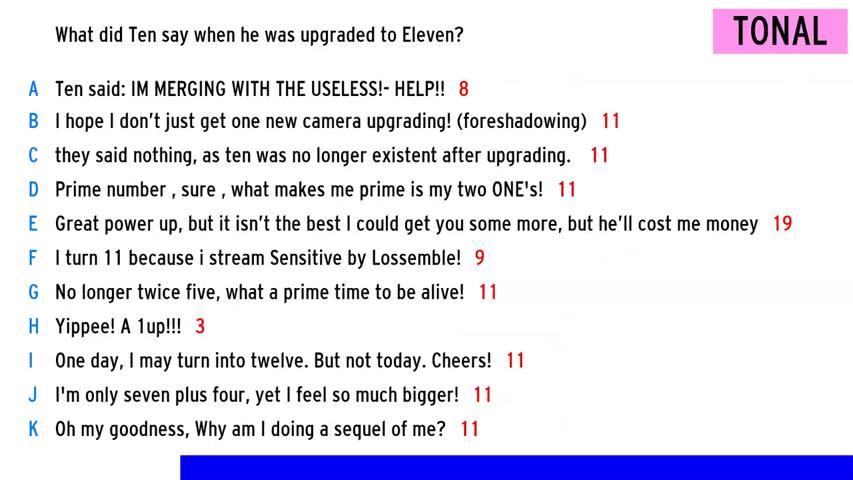 What did Ten say when he was upgraded to Eleven?
TONAL
A Ten said: IM MERGING WITH THE USELESS!- HELP!! 8
B I hope I don't just get one new camera upgrading! (foreshadowing) 11
C they said nothing, as ten was no longer existent after upgrading. 11
D Prime number , sure , what makes me prime is my two ONE's! 11
E Great power up, but it isn't the best I could get you some more, but he'll cost me money 19
F I turn 11 because i stream Sensitive by Lossemble! 9
G No longer twice five, what a prime time to be alive! 11
H Yippee! A 1up!!! 3
I One day, I may turn into twelve. But not today. Cheers! 11
J I'm only seven plus four, yet I feel so much bigger! 11
K Oh my goodness, Why am I doing a sequel of me? 11